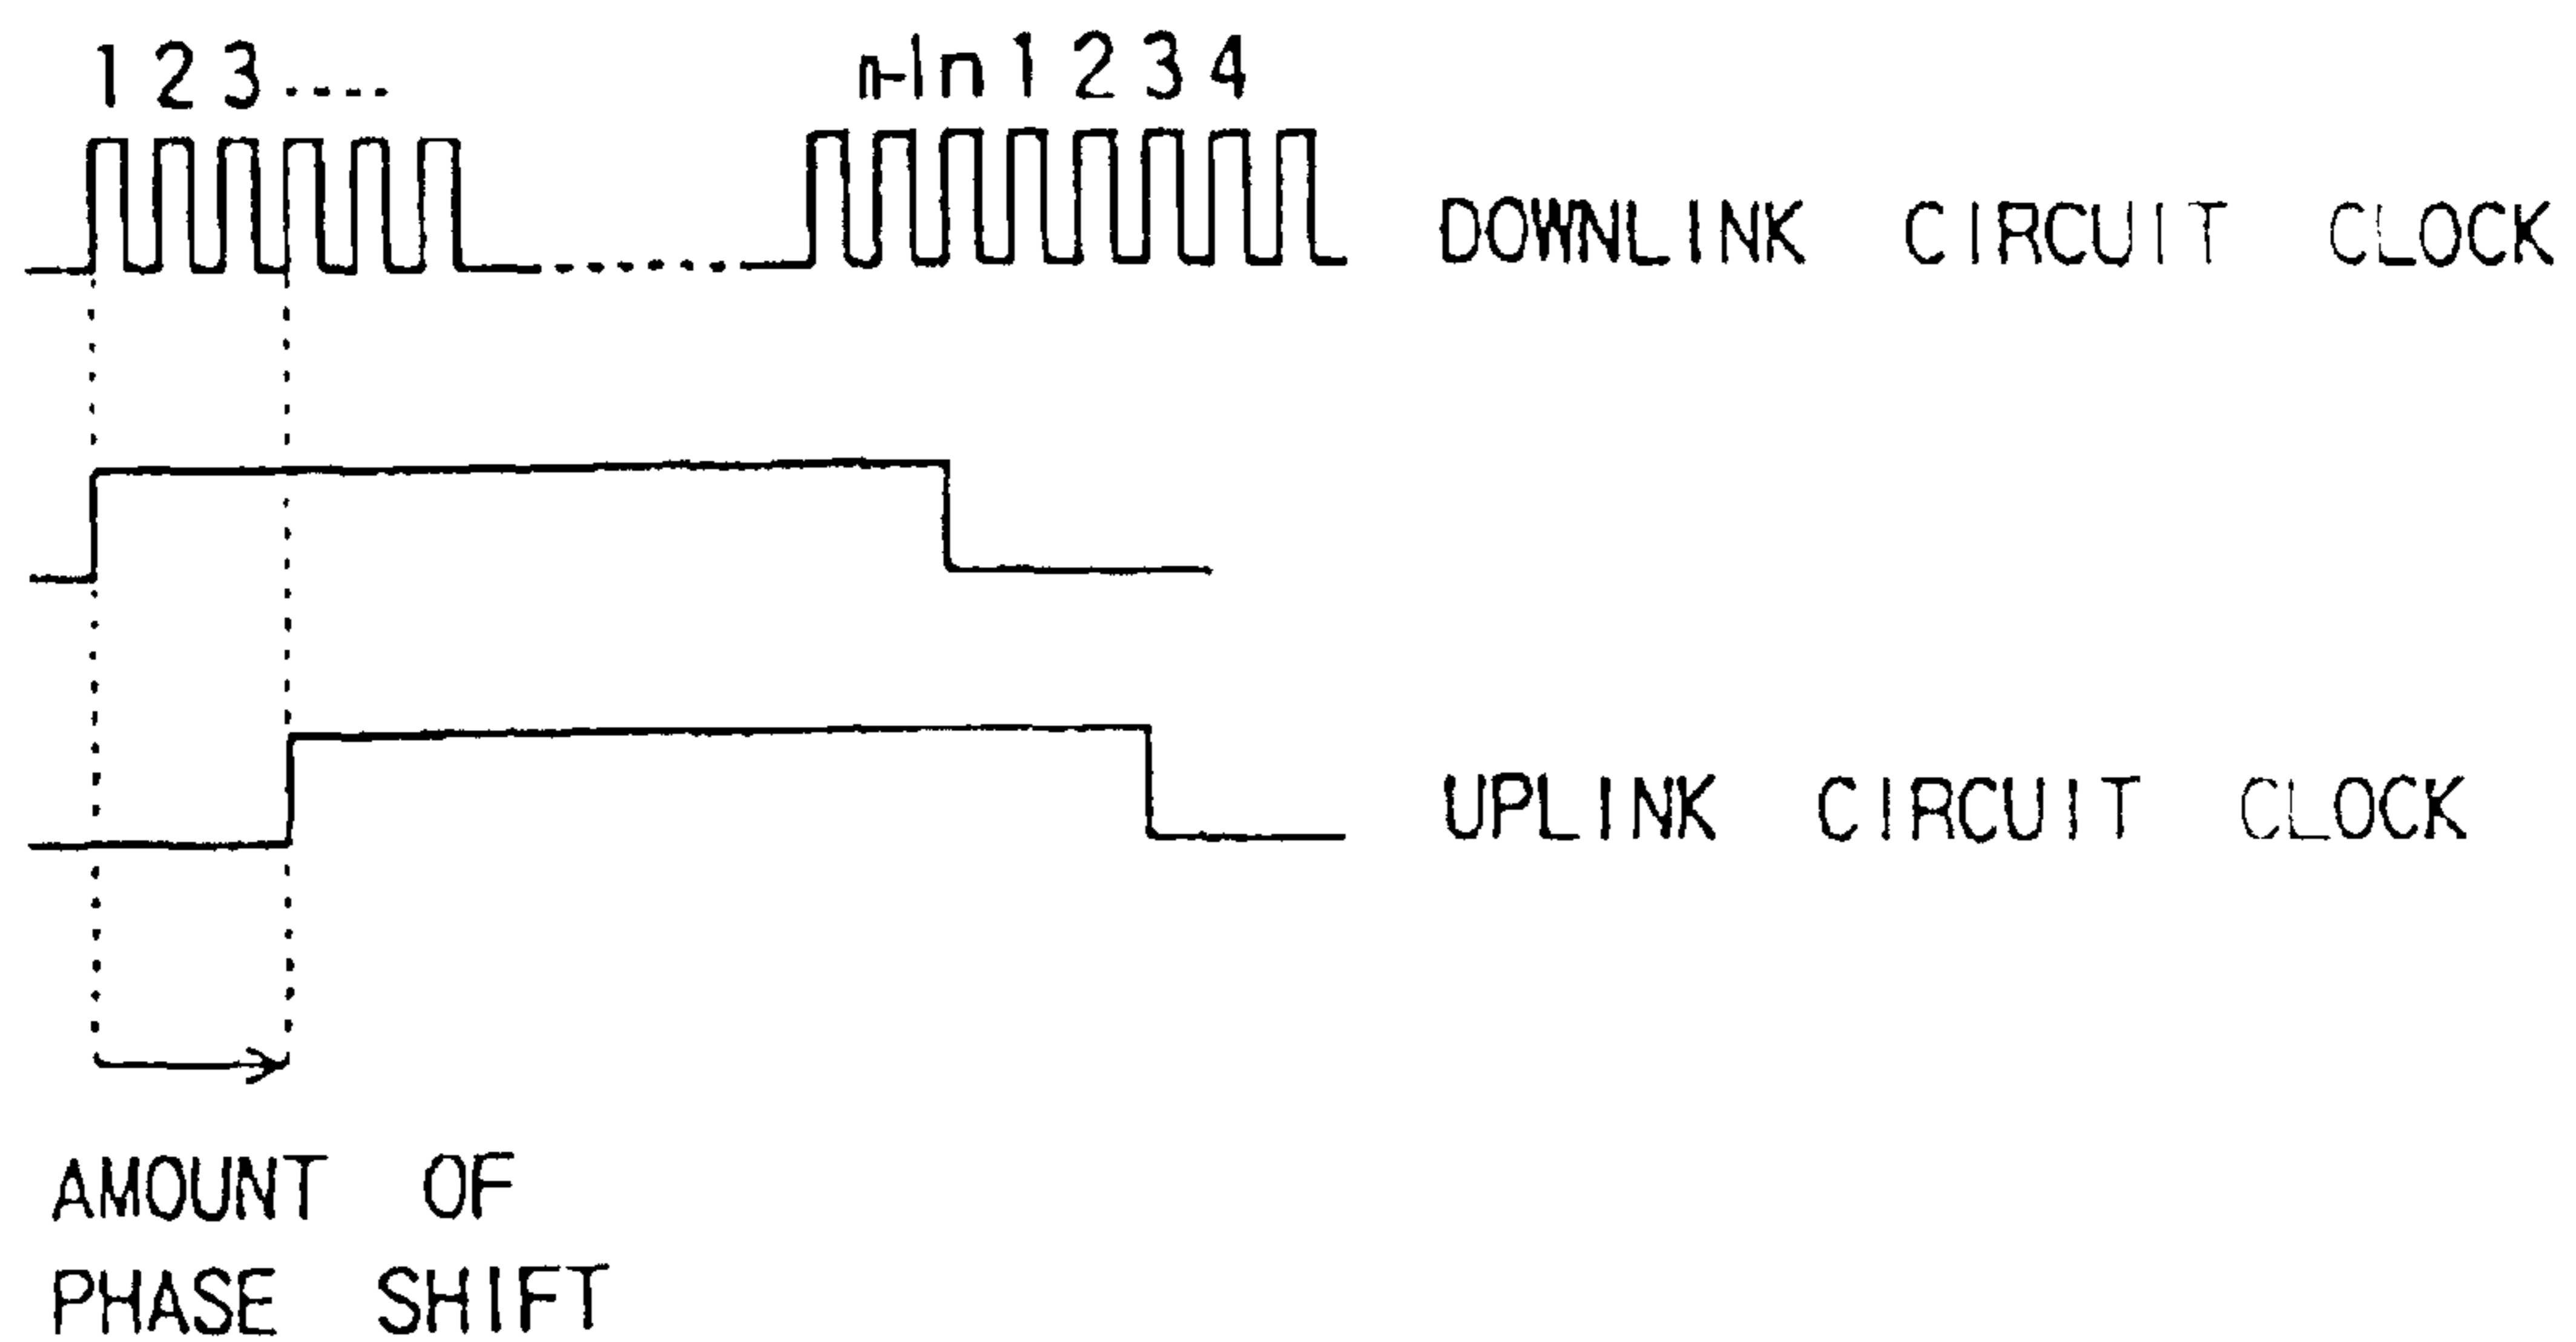 1 2 3 ....
n-1 n 1 2 3 4
DOWNLINK CIRCUIT CLOCK
UPLINK CIRCUIT CLOCK
AMOUNT OF
PHASE SHIFT